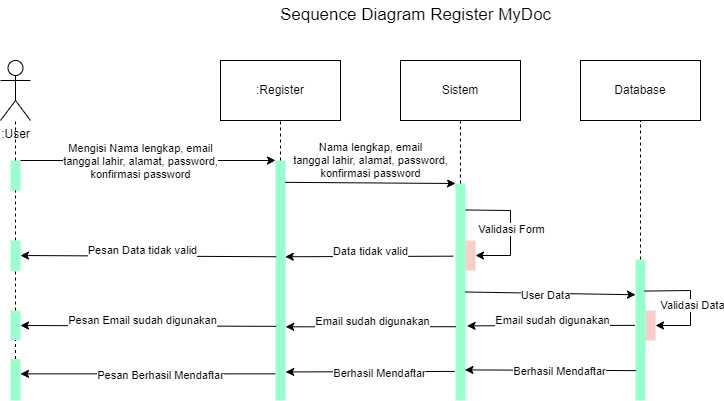 Sequence Diagram Register MyDoc
:Register
Sistem
Database
:User
Mengisi Nama lengkap, email
tanggal lahir, alamat, password,
konfirmasi password
Nama lengkap, email
tanggal lahir, alamat, password,
konfirmasi password
Validasi Form
Pesan Data tidak valid
Data tidak valid
User Data
Validasi Data
Pesan Email sudah digunakan
Email sudah digunakan
Email sudah digunakan
Pesan Berhasil Mendaftar
Berhasil Mendaftar
Berhasil Mendaftar